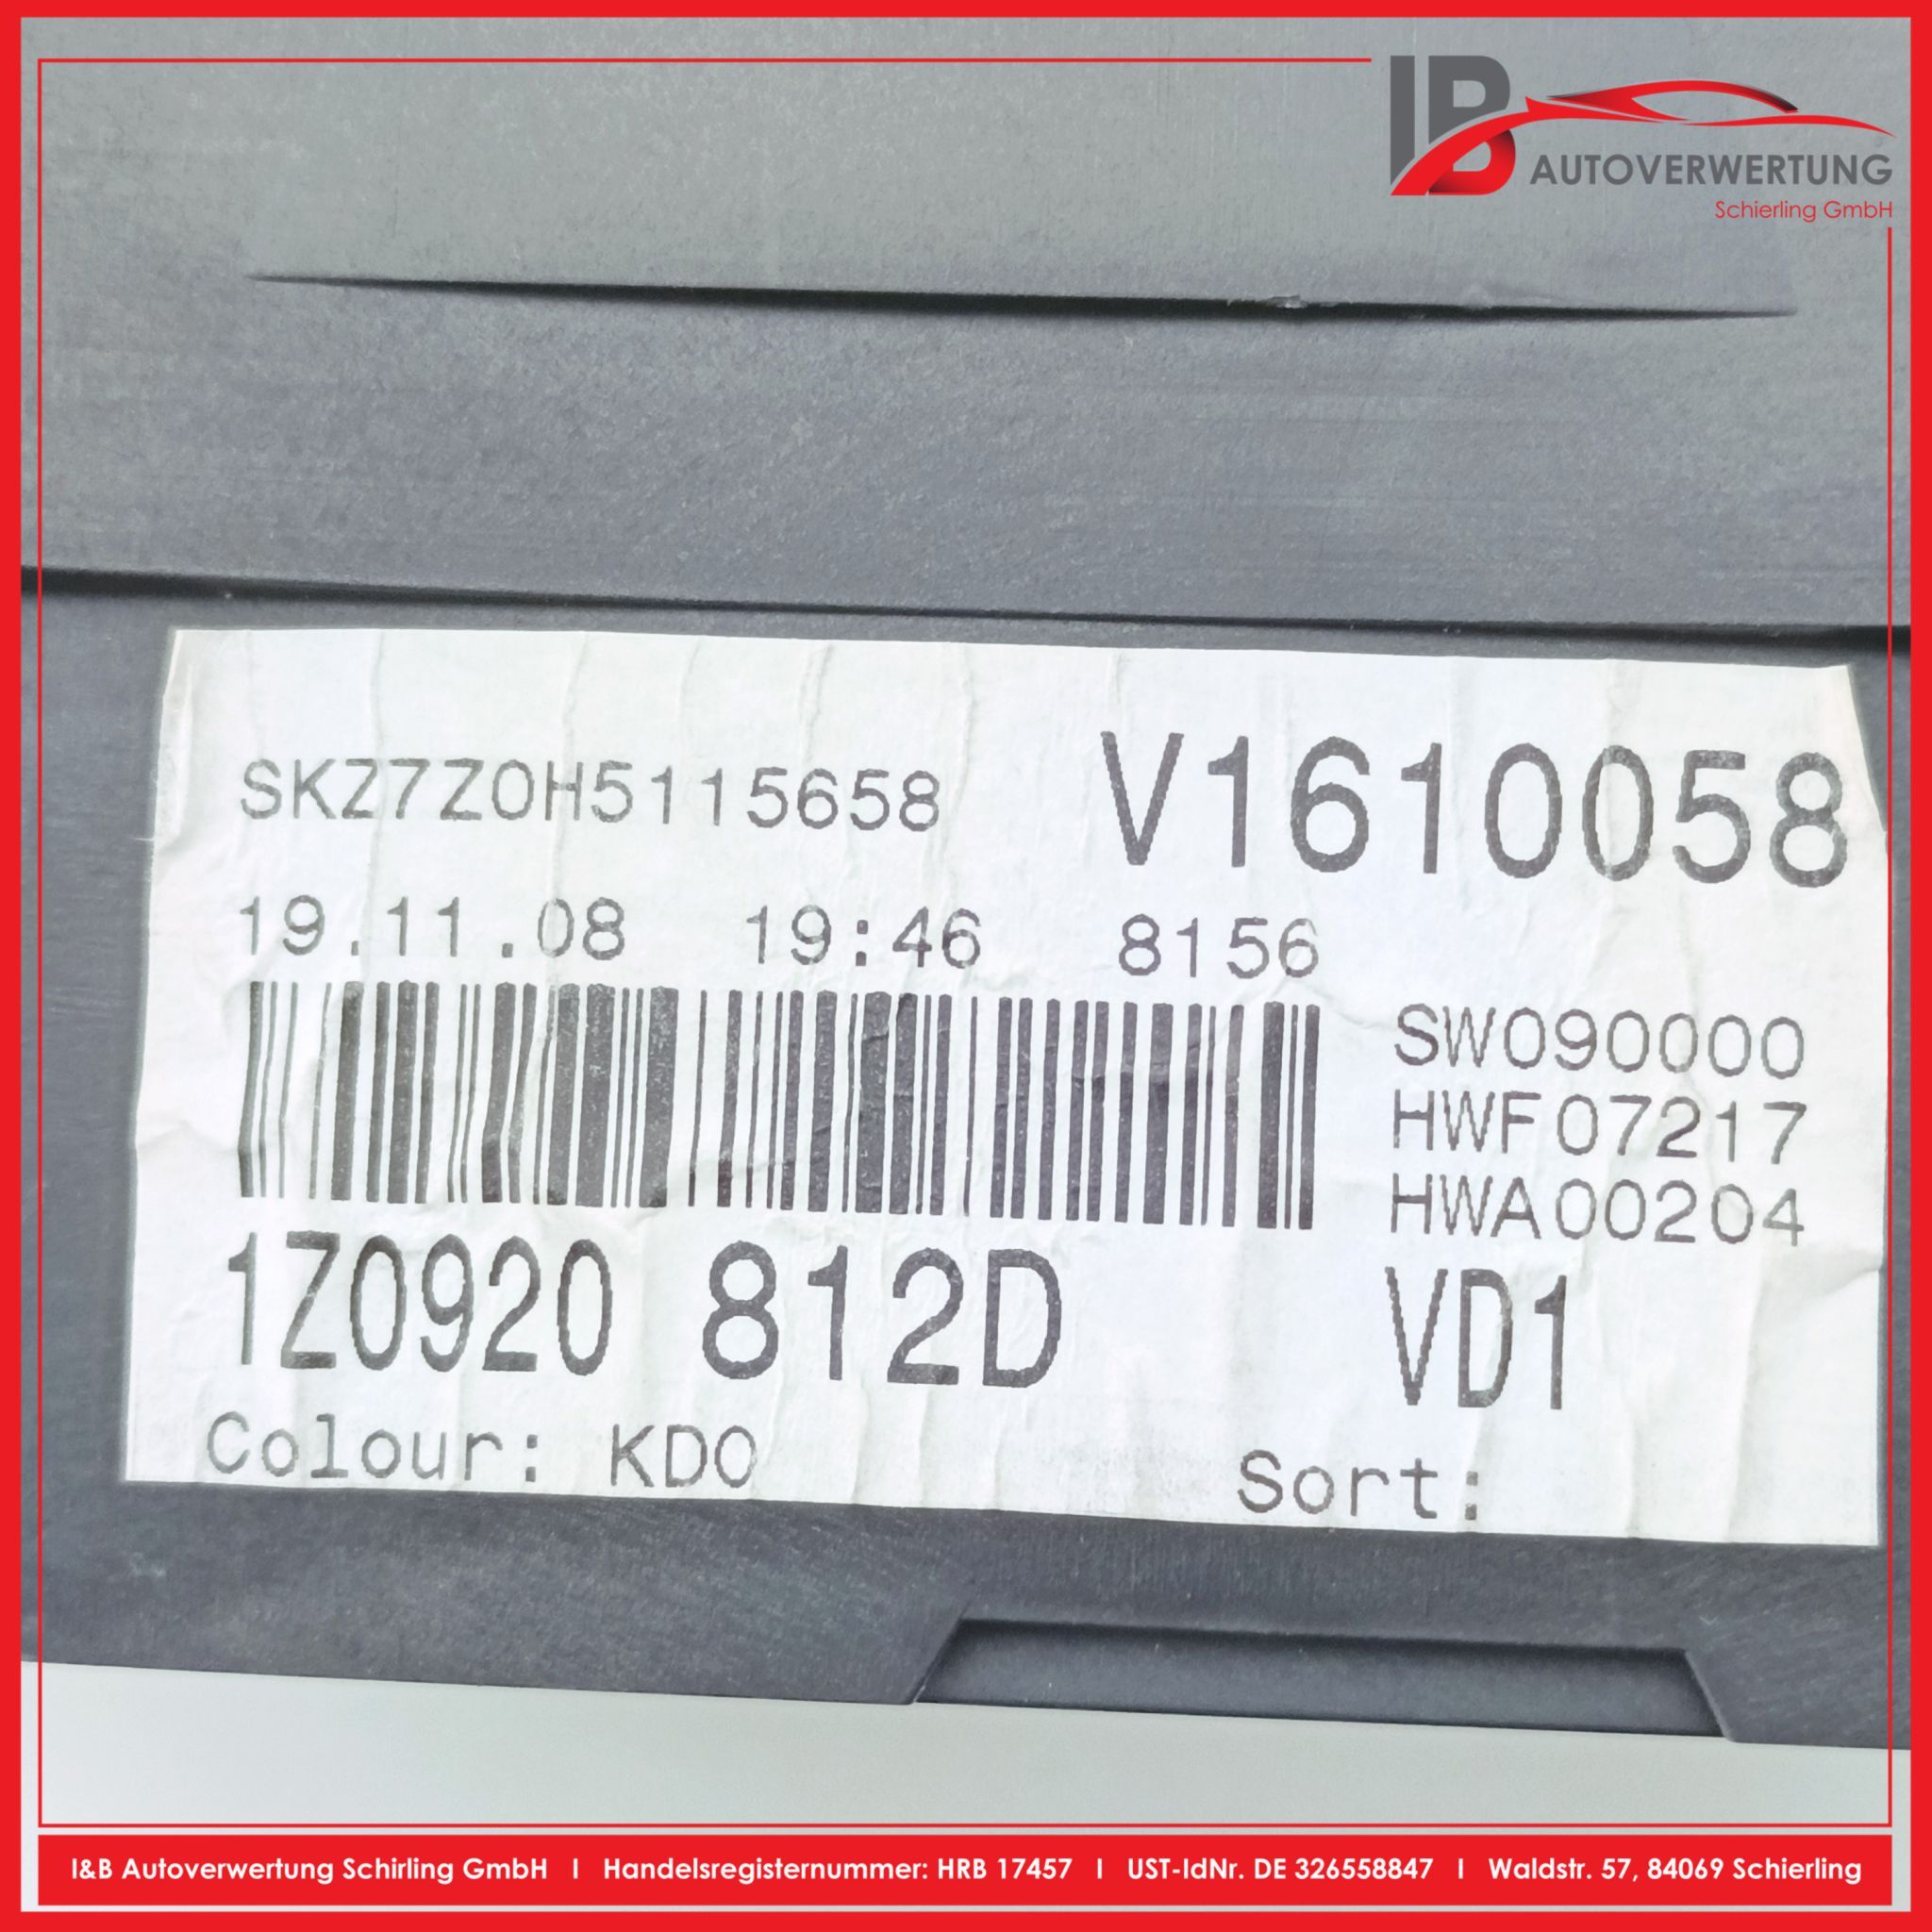 IB
AUTOVERWERTUNG
Schierling GmbH
SKZ7Z0H5115658 V1610058
19.11.08 19:46 8156
SW090000
HWF07217
HWA00204
1Z0920 812D VD1
Colour: KD0 Sort:
I&B Autoverwertung Schirling GmbH I Handelsregisternummer: HRB 17457 I UST-IdNr. DE 326558847 I Waldstr. 57, 84069 Schierling